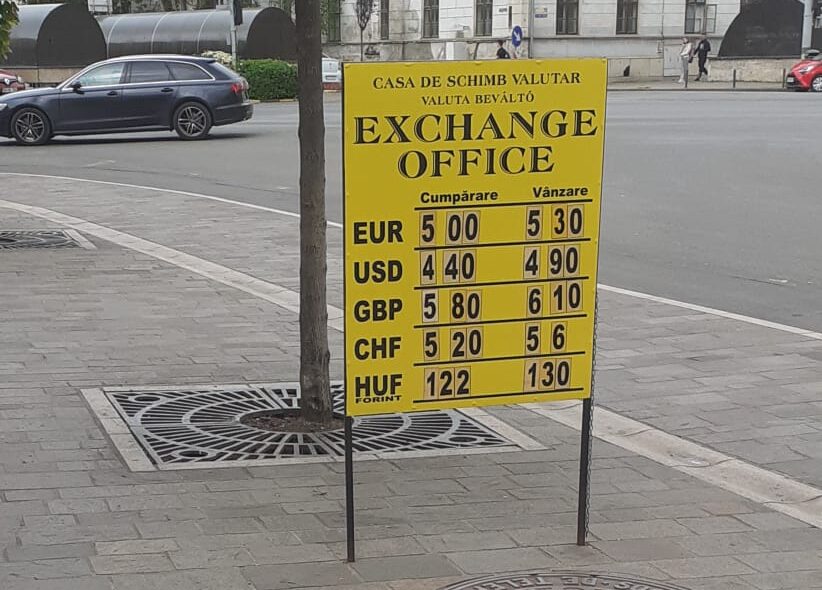 CASA DE SCHIMB VALUTAR
VALUTA BEVÁLTÓ
EXCHANGE
OFFICE
Cumpărare Vânzare
EUR 5 00 5 30
USD 4 40 4 90
GBP 5 80 6 10
CHF 5 20 5 6
HUF 122 130
FORINT